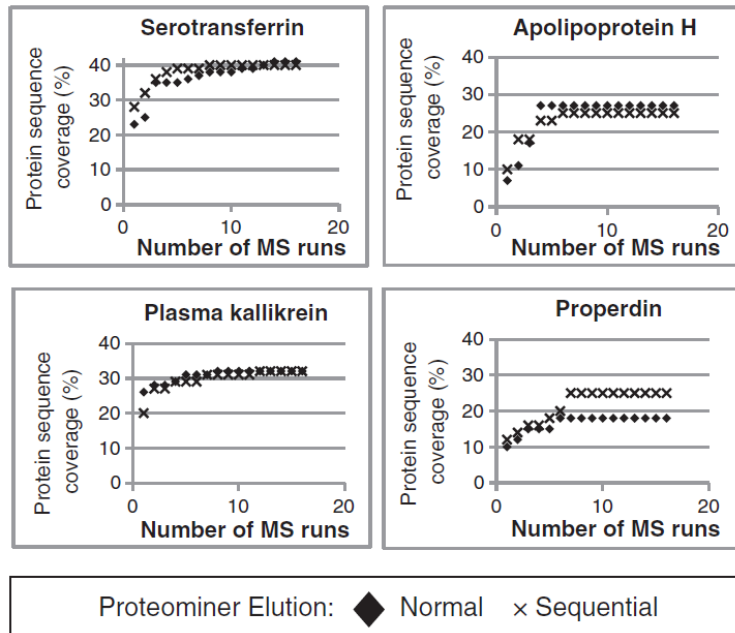 Serotransferrin
Protein sequence
coverage (%)
40
30
20
10
0
0
10
20
Number of MS runs
Apolipoprotein H
Protein sequence
coverage (%)
40
30
20
10
0
0
10
20
Number of MS runs
Plasma kallikrein
Protein sequence
coverage (%)
40
30
20
10
0
0
10
20
Number of MS runs
Properdin
Protein sequence
coverage (%)
40
30
20
10
0
0
10
20
Number of MS runs
Proteominer Elution: Normal Sequential